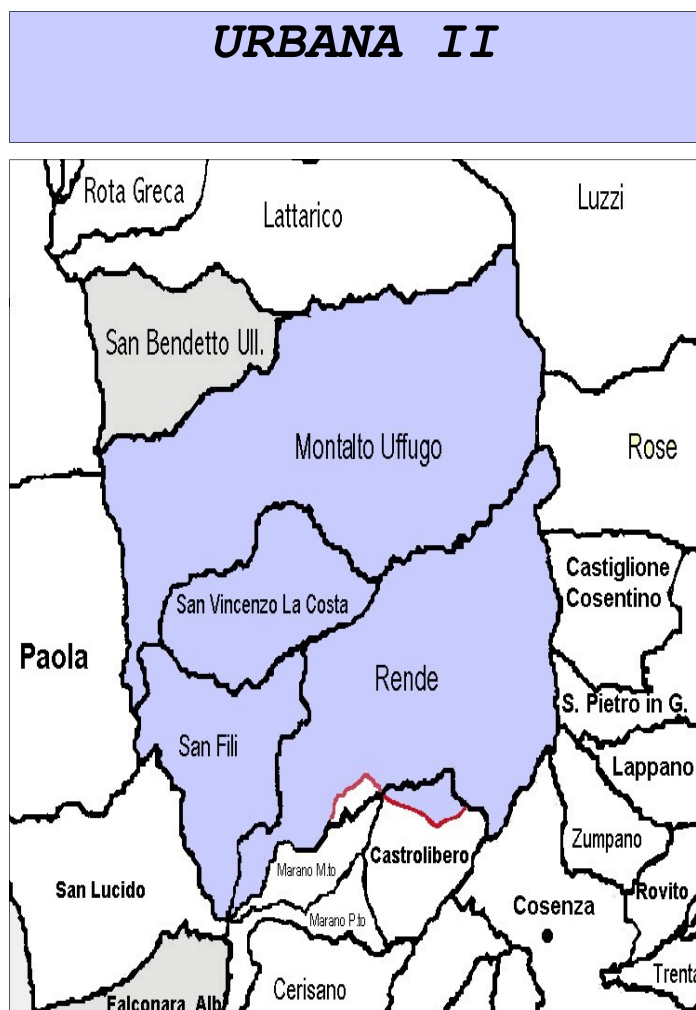 URBANA II
Rota Greca
Lattarico
Luzzi
San Bendetto Ull.
Montalto Uffugo
Rose
Castiglione
Cosentino
San Vincenzo La Costa
Paola
Rende
S. Pietro in G.
San Fili
Lappano
Zumpano
Castrolibero
Marano M.to
San Lucido
Rovito
Cosenza
Marano P.to
Trenta
Cerisano
Falconara Alb